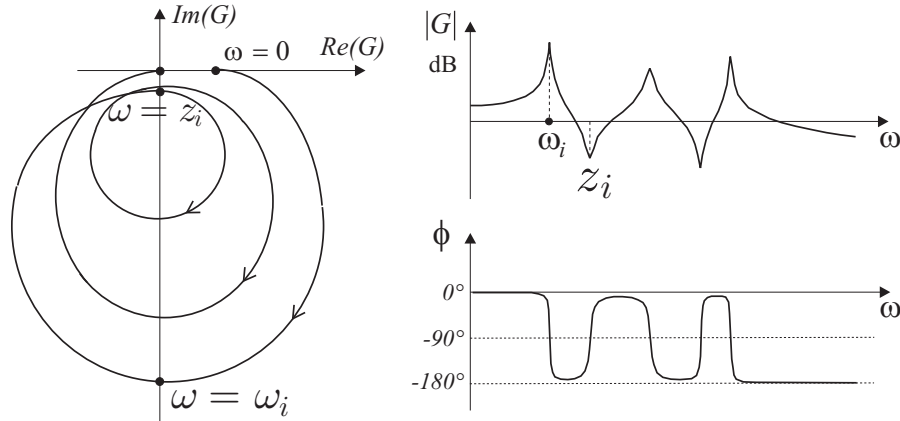 Im(G)
Re(G)
ω = 0
ω = z_i
ω = ω_i
|G|
dB
ω_i
z_i
ω
ϕ
0°
ω
-90°
-180°